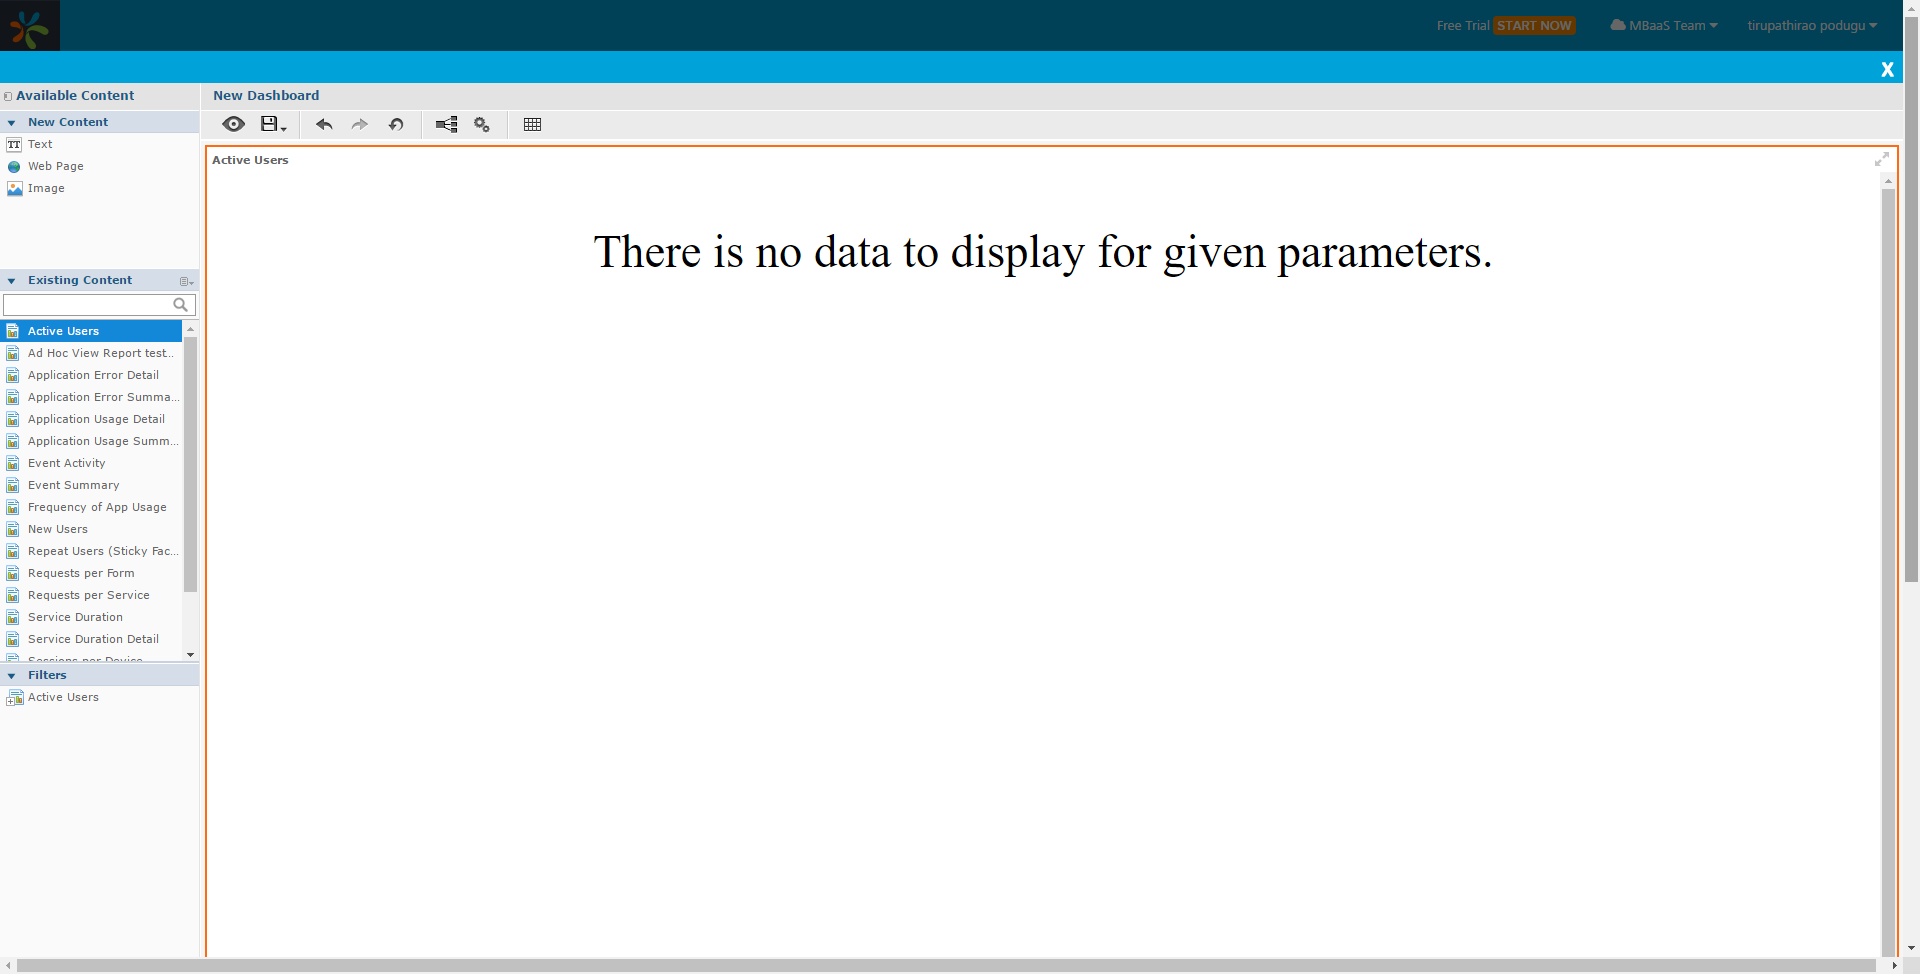 Free Trial START NOW MBaaS Team tirupathirao podugu
X
Available Content
New Dashboard
New Content
TT Text
Web Page
Image
Active Users
There is no data to display for given parameters.
Existing Content
Active Users
Ad Hoc View Report test...
Application Error Detail
Application Error Summa...
Application Usage Detail
Application Usage Summ...
Event Activity
Event Summary
Frequency of App Usage
New Users
Repeat Users (Sticky Fac...
Requests per Form
Requests per Service
Service Duration
Service Duration Detail
Sessions per Device
Filters
Active Users